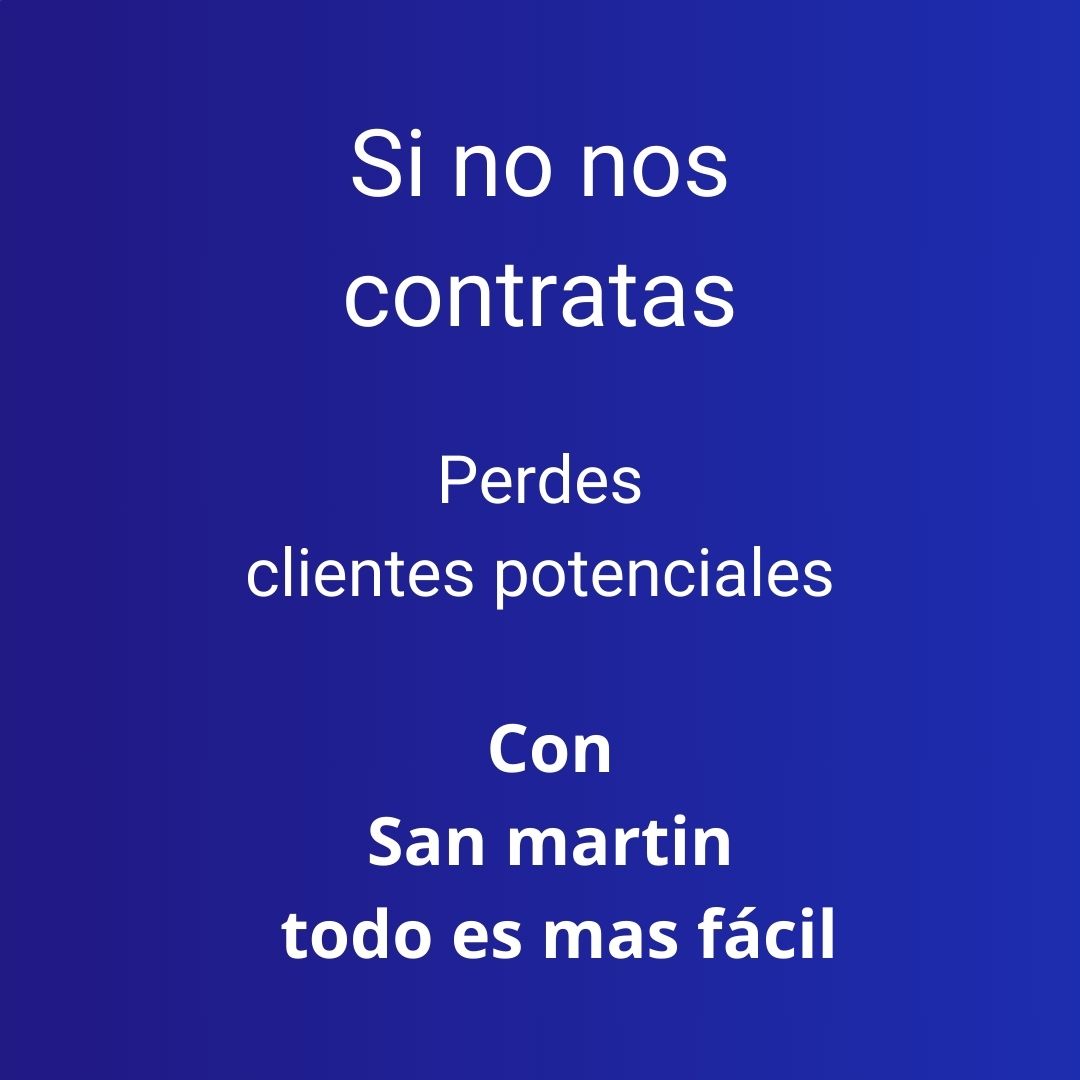 Si no nos
contratas
Perdes
clientes potenciales
Con
San martin
todo es mas fácil